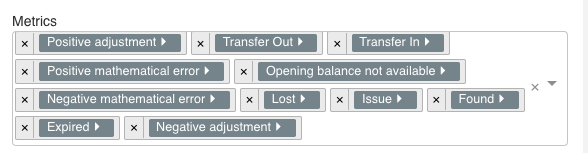 Metrics
× Positive adjustment × Transfer Out × Transfer In
× Positive mathematical error × Opening balance not available
× Negative mathematical error × Lost × Issue × Found ×
× Expired × Negative adjustment